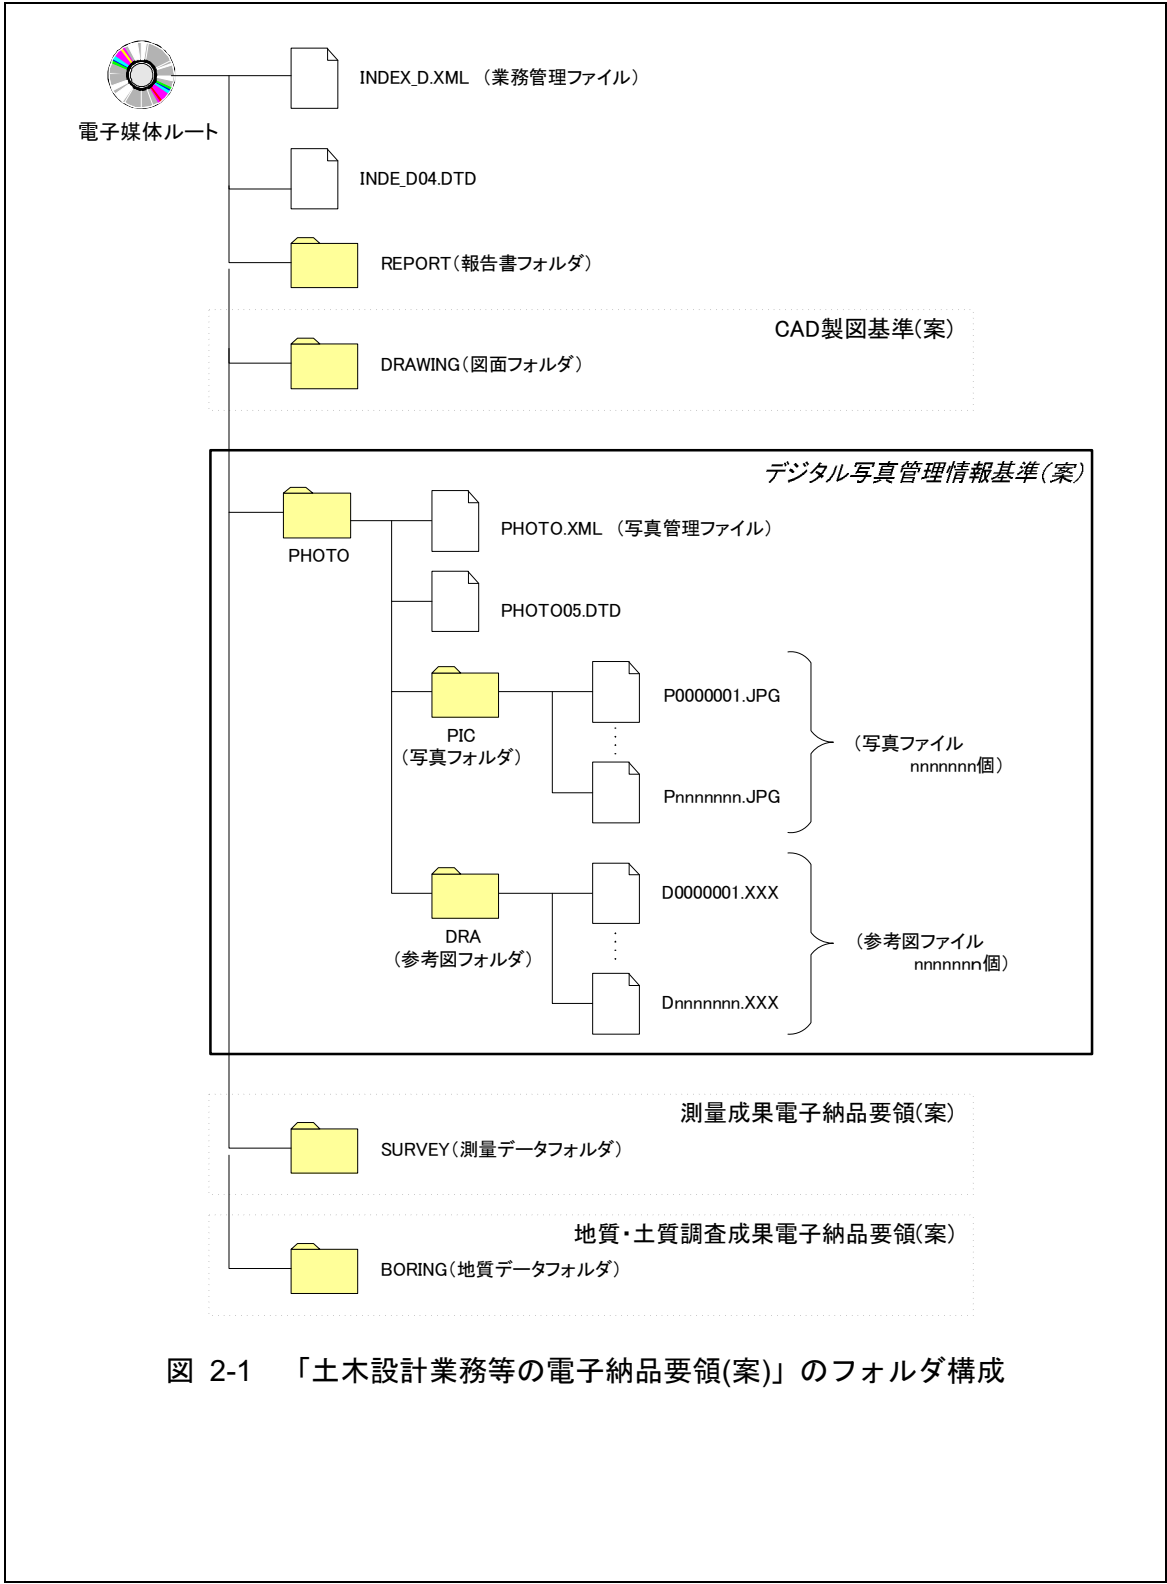 INDEX_D.XML （業務管理ファイル）
電子媒体ルート
INDE_D04.DTD
REPORT（報告書フォルダ）
CAD製図基準(案)
DRAWING（図面フォルダ）
デジタル写真管理情報基準(案)
PHOTO.XML （写真管理ファイル）
PHOTO
PHOTO05.DTD
P0000001.JPG
PIC
（写真フォルダ）
（写真ファイル
nnnnnnn個）
Pnnnnnnn.JPG
D0000001.XXX
DRA
（参考図フォルダ）
（参考図ファイル
nnnnnnn個）
Dnnnnnnn.XXX
測量成果電子納品要領(案)
SURVEY（測量データフォルダ）
地質・土質調査成果電子納品要領(案)
BORING（地質データフォルダ）
図 2-1 「土木設計業務等の電子納品要領(案)」のフォルダ構成